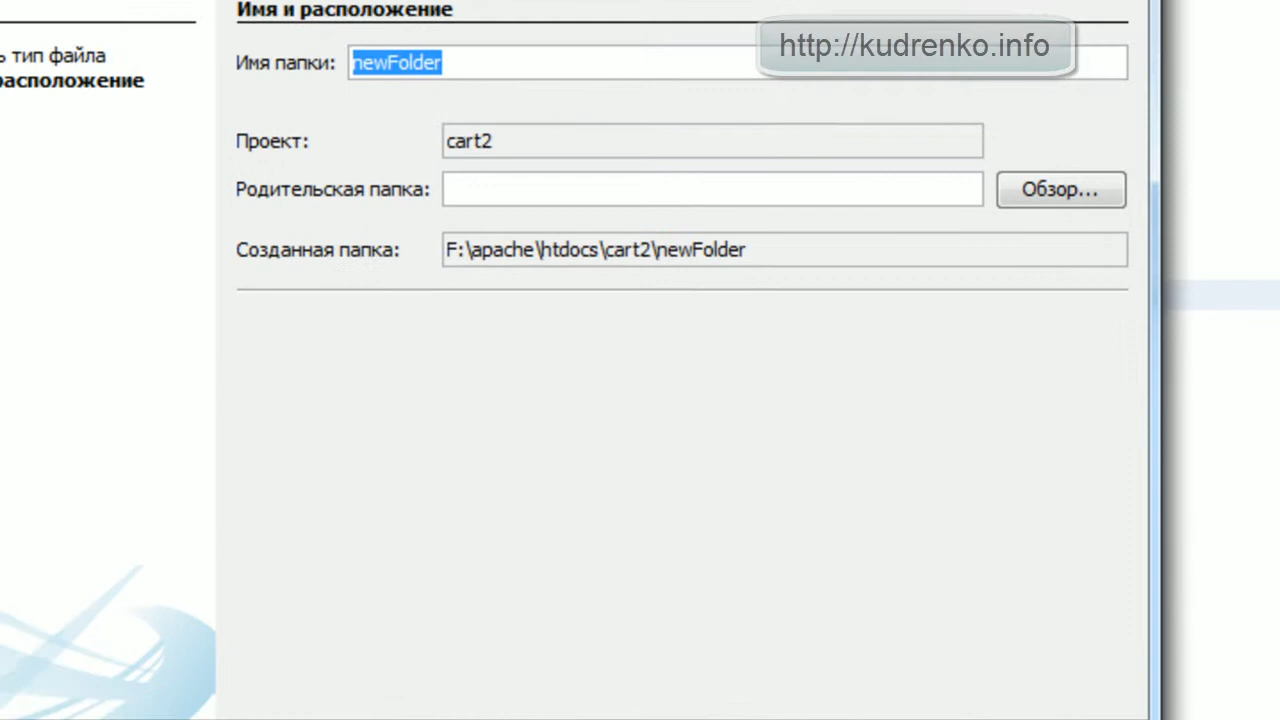 Имя и расположение
ь тип файла
расположение
Имя папки: newFolder
http://kudrenko.info
Проект: cart2
Родительская папка: Обзор...
Созданная папка: F:\apache\htdocs\cart2\newFolder